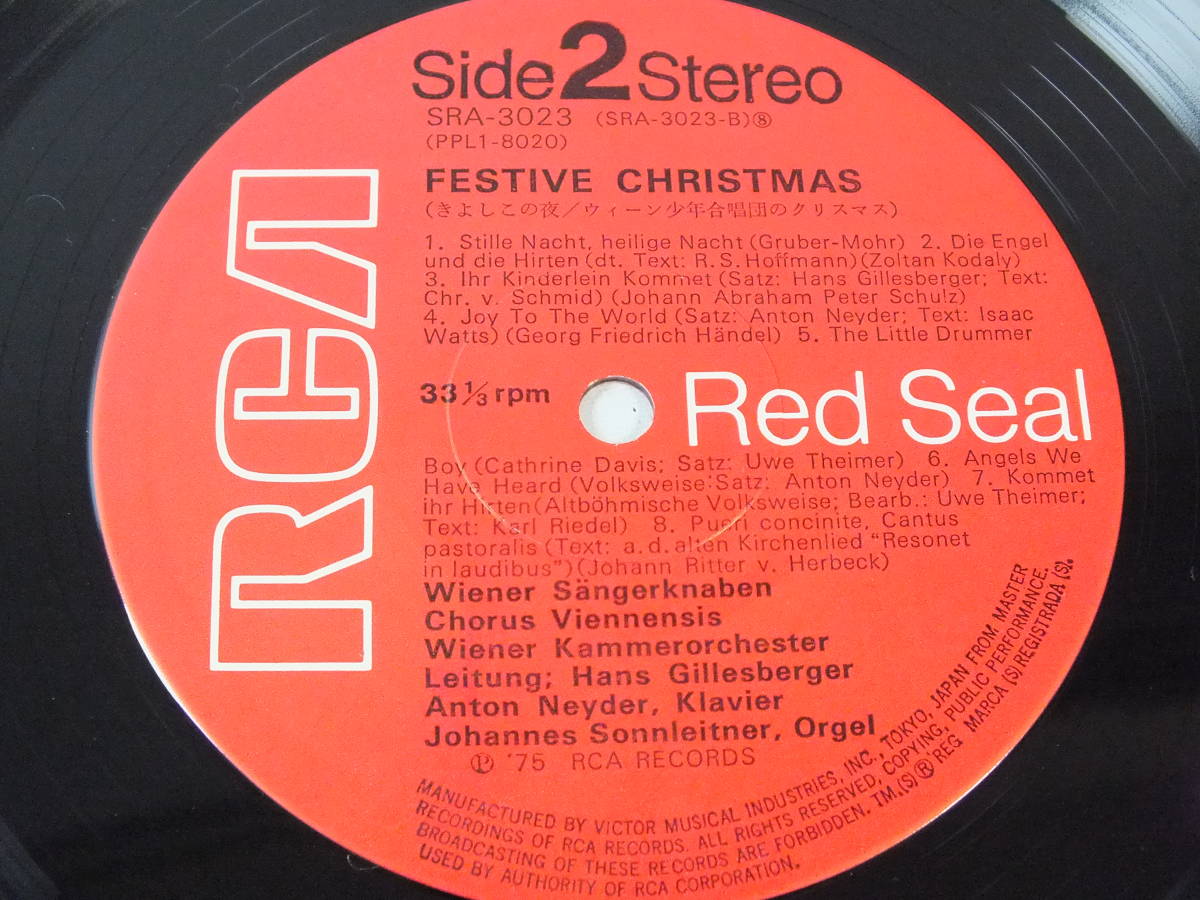 Side 2 Stereo
SRA-3023 (SRA-3023-B)⑧
(PPL1-8020)
FESTIVE CHRISTMAS
(きよしこの夜/ウィーン少年合唱団のクリスマス)
1. Stille Nacht, heilige Nacht (Gruber-Mohr) 2. Die Engel
und die Hirten (dt. Text: R.S.Hoffmann) (Zoltan Kodaly)
3. Ihr Kinderlein Kommet (Satz: Hans Gillesberger; Text:
Chr. v. Schmid) (Johann Abraham Peter Schulz)
4. Joy To The World (Satz: Anton Neyder; Text: Isaac
Watts) (Georg Friedrich Händel) 5. The Little Drummer
33 1/3 rpm
Red Seal
RCA
Boy (Cathrine Davis; Satz: Uwe Theimer) 6. Angels We
Have Heard (Volksweise:Satz: Anton Neyder) 7. Kommet
ihr Hirten (Altböhmische Volksweise; Bearb.: Uwe Theimer;
Text: Karl Riedel) 8. Pueri concinite, Cantus
pastoralis (Text: a.d.alten Kirchenlied "Resonet
in laudibus") (Johann Ritter v. Herbeck)
Wiener Sängerknaben
Chorus Viennensis
Wiener Kammerorchester
Leitung; Hans Gillesberger
Anton Neyder, Klavier
Johannes Sonnleitner, Orgel
℗ '75 RCA RECORDS
MANUFACTURED BY VICTOR MUSICAL INDUSTRIES, INC., TOKYO, JAPAN FROM MASTER
RECORDINGS OF RCA RECORDS. ALL RIGHTS RESERVED, COPYING, PUBLIC PERFORMANCE.
BROADCASTING OF THESE RECORDS ARE FORBIDDEN. TM.(S) ® REG MARCA (S) REGISTRADA (S).
USED BY AUTHORITY OF RCA CORPORATION.